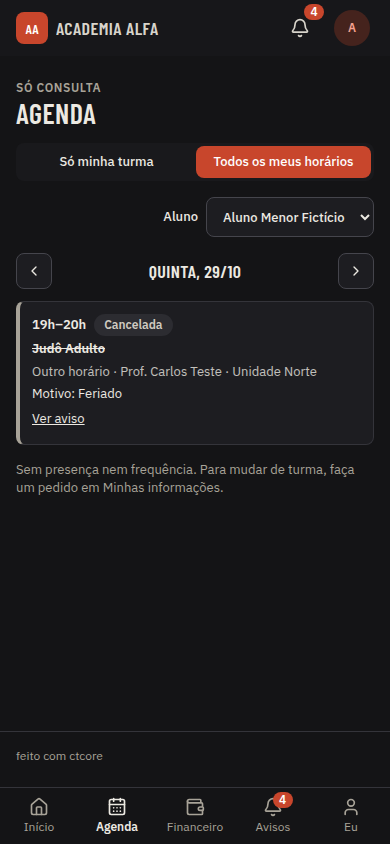 AA ACADEMIA ALFA 4 A
SÓ CONSULTA
AGENDA
Só minha turma Todos os meus horários
Aluno Aluno Menor Fictício
QUINTA, 29/10
19h–20h Cancelada
Judô Adulto
Outro horário · Prof. Carlos Teste · Unidade Norte
Motivo: Feriado
Ver aviso
Sem presença nem frequência. Para mudar de turma, faça
um pedido em Minhas informações.
feito com ctcore
4
Início Agenda Financeiro Avisos Eu